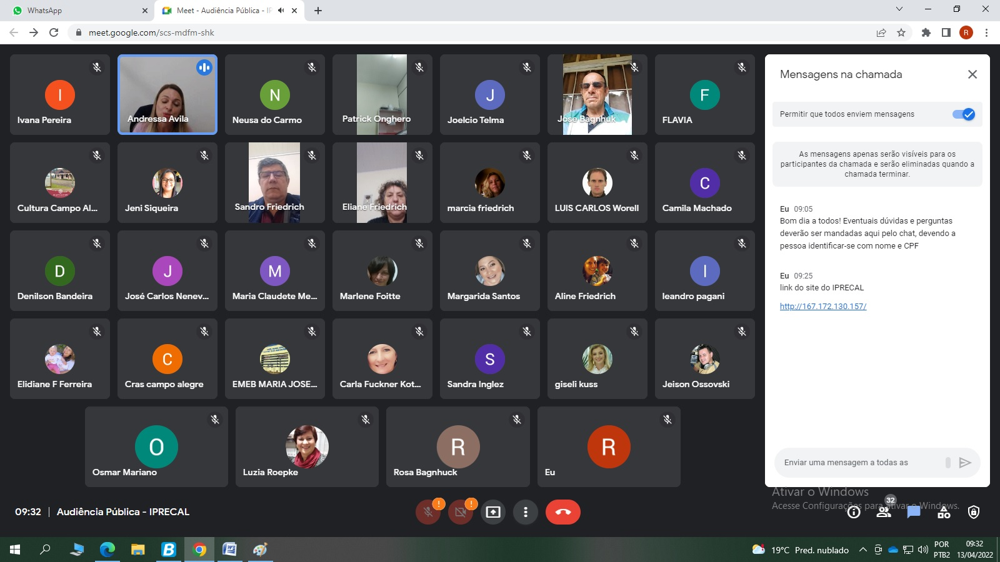 WhatsApp
Meet - Audiência Pública - IP
meet.google.com/scs-mdfm-shk
R
I
Ivana Pereira
Andressa Avila
N
Neusa do Carmo
Patrick Onghero
J
Joelcio Telma
Jose Bagnhuk
F
FLAVIA
Cultura Campo Al...
Jeni Siqueira
Sandro Friedrich
Eliane Friedrich
marcia friedrich
LUIS CARLOS Worell
C
Camila Machado
D
Denilson Bandeira
J
José Carlos Nenev...
M
Maria Claudete Me...
Marlene Foitte
Margarida Santos
Aline Friedrich
l
leandro pagani
Elidiane F Ferreira
C
Cras campo alegre
EMEB MARIA JOSE...
Carla Fuckner Kot...
S
Sandra Inglez
giseli kuss
Jeison Ossovski
O
Osmar Mariano
Luzia Roepke
R
Rosa Bagnhuck
R
Eu
Mensagens na chamada
Permitir que todos enviem mensagens
As mensagens apenas serão visíveis para os
participantes da chamada e serão eliminadas quando a
chamada terminar.
Eu 09:05
Bom dia a todos! Eventuais dúvidas e perguntas
deverão ser mandadas aqui pelo chat, devendo a
pessoa identificar-se com nome e CPF
Eu 09:25
link do site do IPRECAL
http://167.172.130.157/
Enviar uma mensagem a todas as
Ativar o Windows
Acesse Configurações para ativar o Windows.
09:32 | Audiência Pública - IPRECAL
32
19°C Pred. nublado
POR
PTB2
09:32
13/04/2022